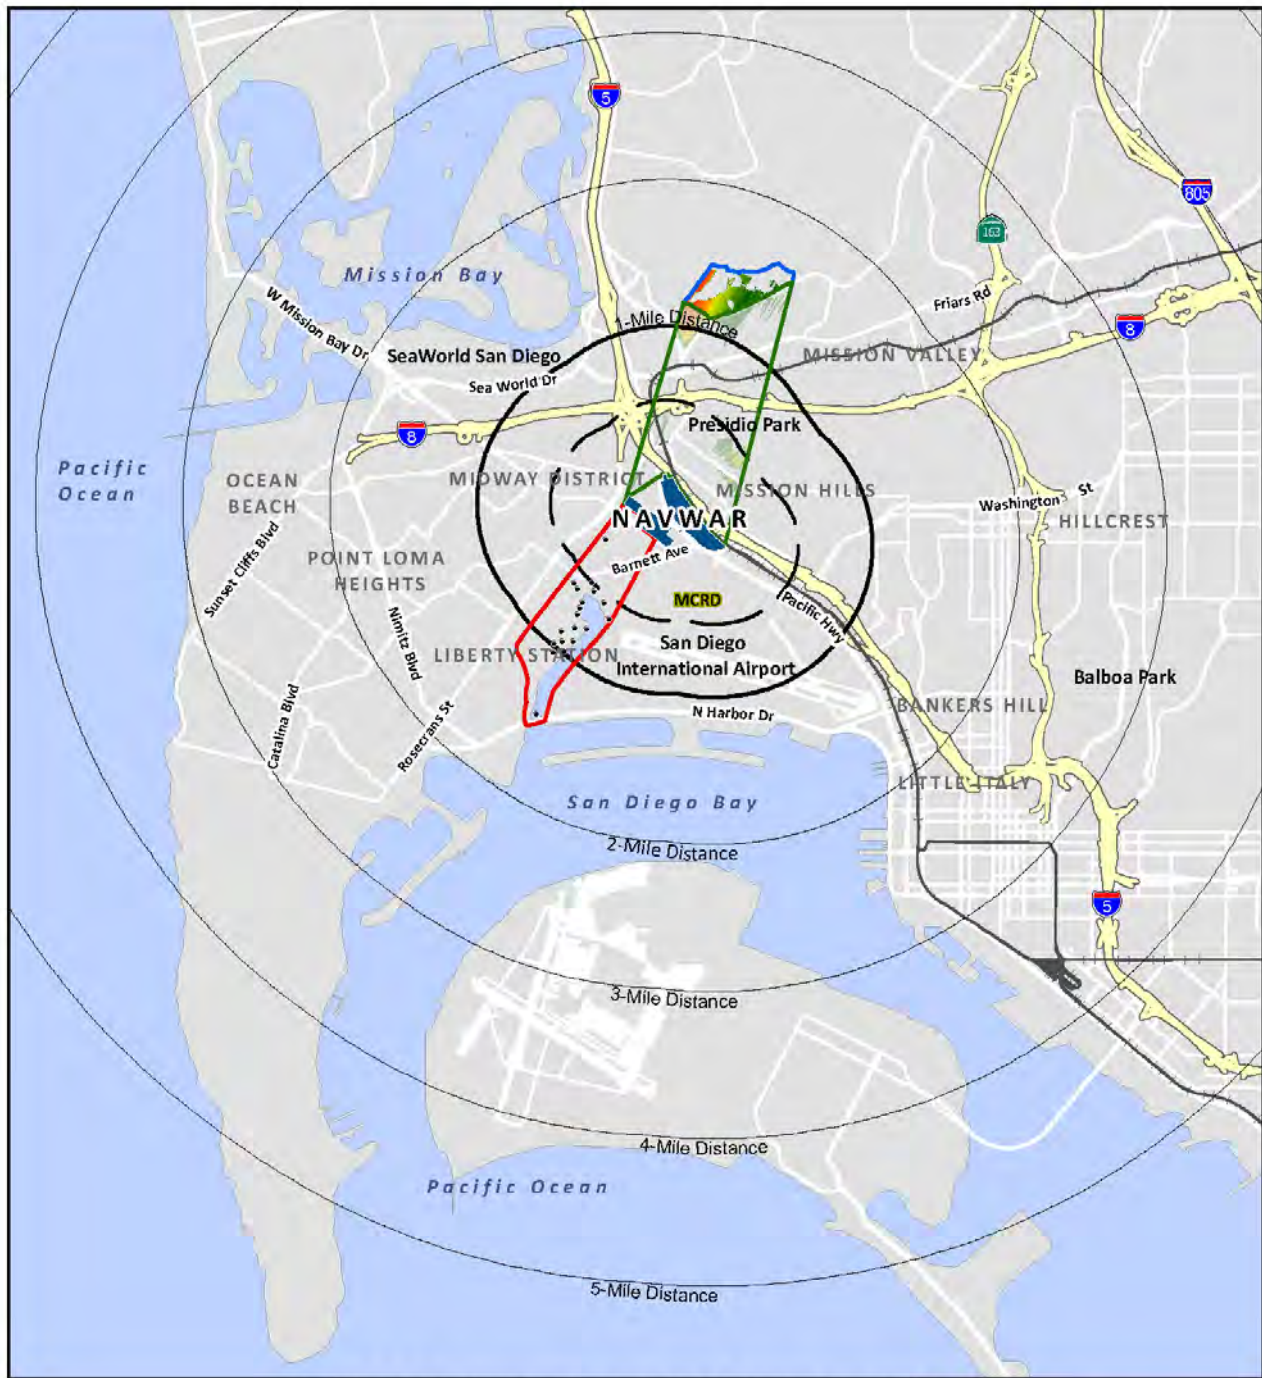 5
805
163
Mission Bay
W Mission Bay Dr
Friars Rd
1-Mile Distance
8
MISSION VALLEY
SeaWorld San Diego
Sea World Dr
Presidio Park
8
Pacific
Ocean
OCEAN
BEACH
MIDWAY DISTRICT
MISSION HILLS
Washington St
HILLCREST
NAVWAR
Sunset Cliffs Blvd
POINT LOMA
HEIGHTS
Barnett Ave
MCRD
Pacific Hwy
Nimitz Blvd
San Diego
International Airport
LIBERTY STATION
Balboa Park
Catalina Blvd
Rosecrans St
N Harbor Dr
BANKERS HILL
LITTLE ITALY
San Diego Bay
2-Mile Distance
5
3-Mile Distance
4-Mile Distance
Pacific Ocean
5-Mile Distance